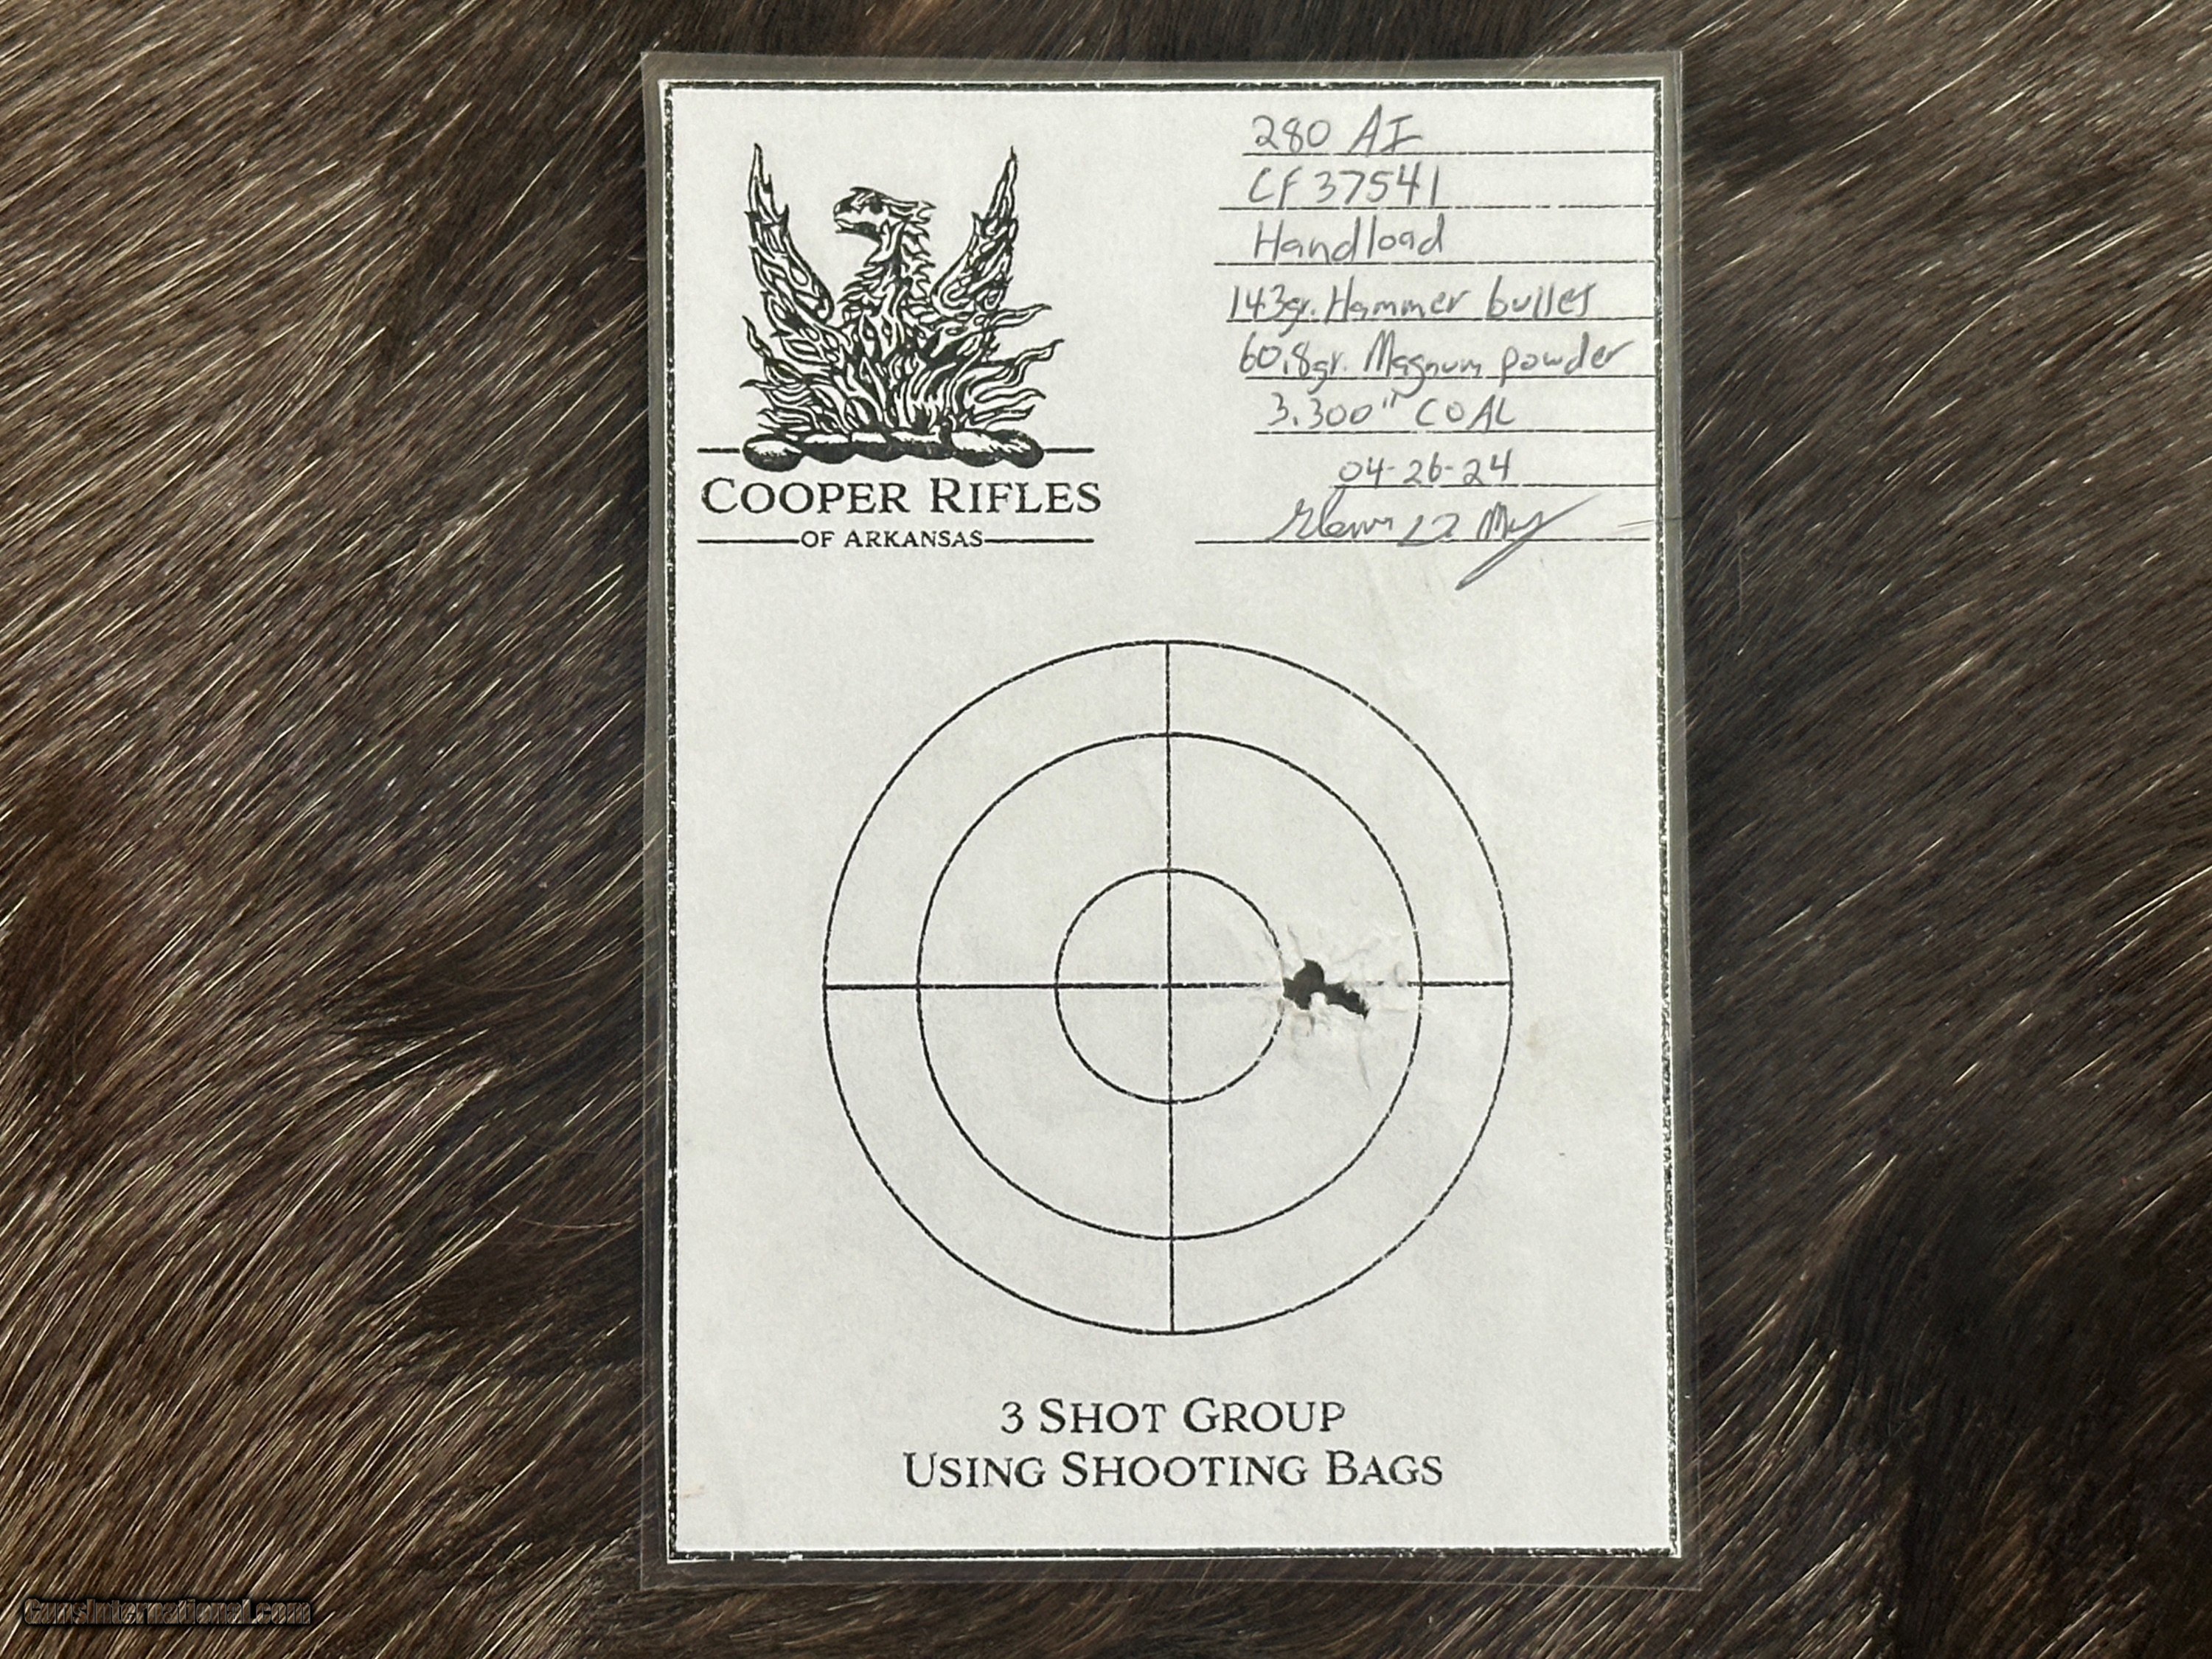 280 AI
CF37541
Handload
143gr. Hammer bullet
60.8gr. Magnum powder
3.300" COAL
04-26-24
COOPER RIFLES
OF ARKANSAS
3 SHOT GROUP
USING SHOOTING BAGS
GunsInternational.com